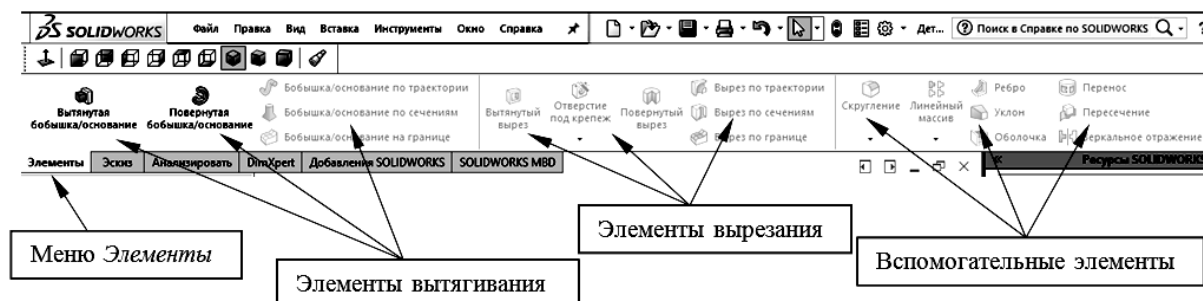 SOLIDWORKS Файл Правка Вид Вставка Инструменты Окно Справка Дет... Поиск в Справке по SOLIDWORKS ?
Вытянутая бобышка/основание
Повернутая бобышка/основание
Бобышка/основание по траектории
Бобышка/основание по сечениям
Бобышка/основание на границе
Вытянутый вырез
Отверстие под крепеж
Повернутый вырез
Вырез по траектории
Вырез по сечениям
Вырез по границе
Скругление
Линейный массив
Ребро
Уклон
Оболочка
Перенос
Пересечение
Зеркальное отражение
Элементы Эскиз Анализировать DimXpert Добавления SOLIDWORKS SOLIDWORKS MBD
Ресурсы SOLIDWORKS
Меню Элементы
Элементы вытягивания
Элементы вырезания
Вспомогательные элементы